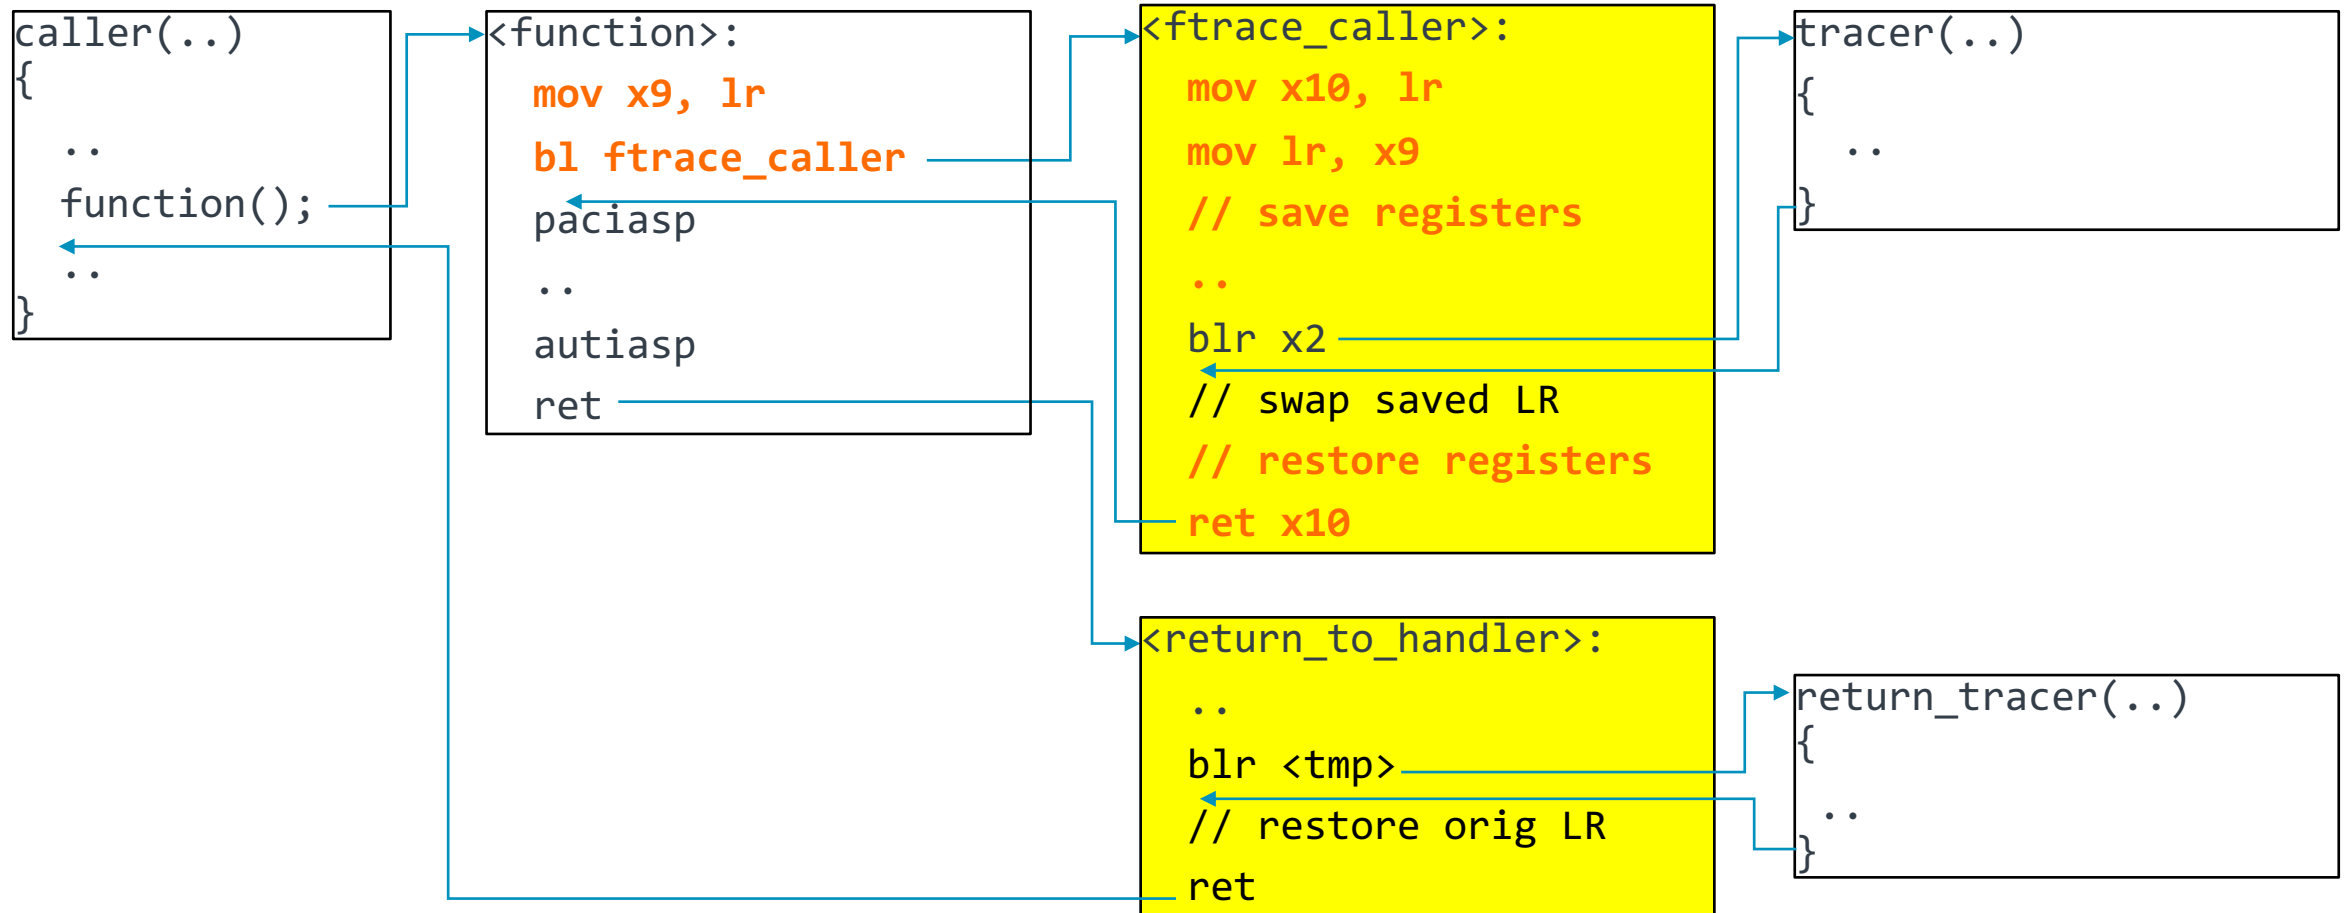 caller(..)
{
..
function();
..
}
<function>:
mov x9, lr
bl ftrace_caller
paciasp
..
autiasp
ret
<ftrace_caller>:
mov x10, lr
mov lr, x9
// save registers
..
blr x2
// swap saved LR
// restore registers
ret x10
tracer(..)
{
..
}
<return_to_handler>:
..
blr <tmp>
// restore orig LR
ret
return_tracer(..)
{
..
}